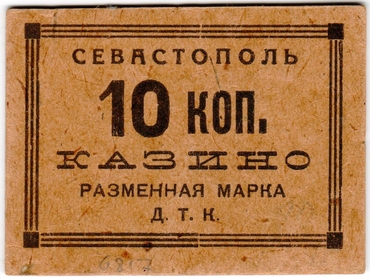 СЕВАСТОПОЛЬ
10 КОП.
КАЗИНО
РАЗМЕННАЯ МАРКА
Д. Т. К.